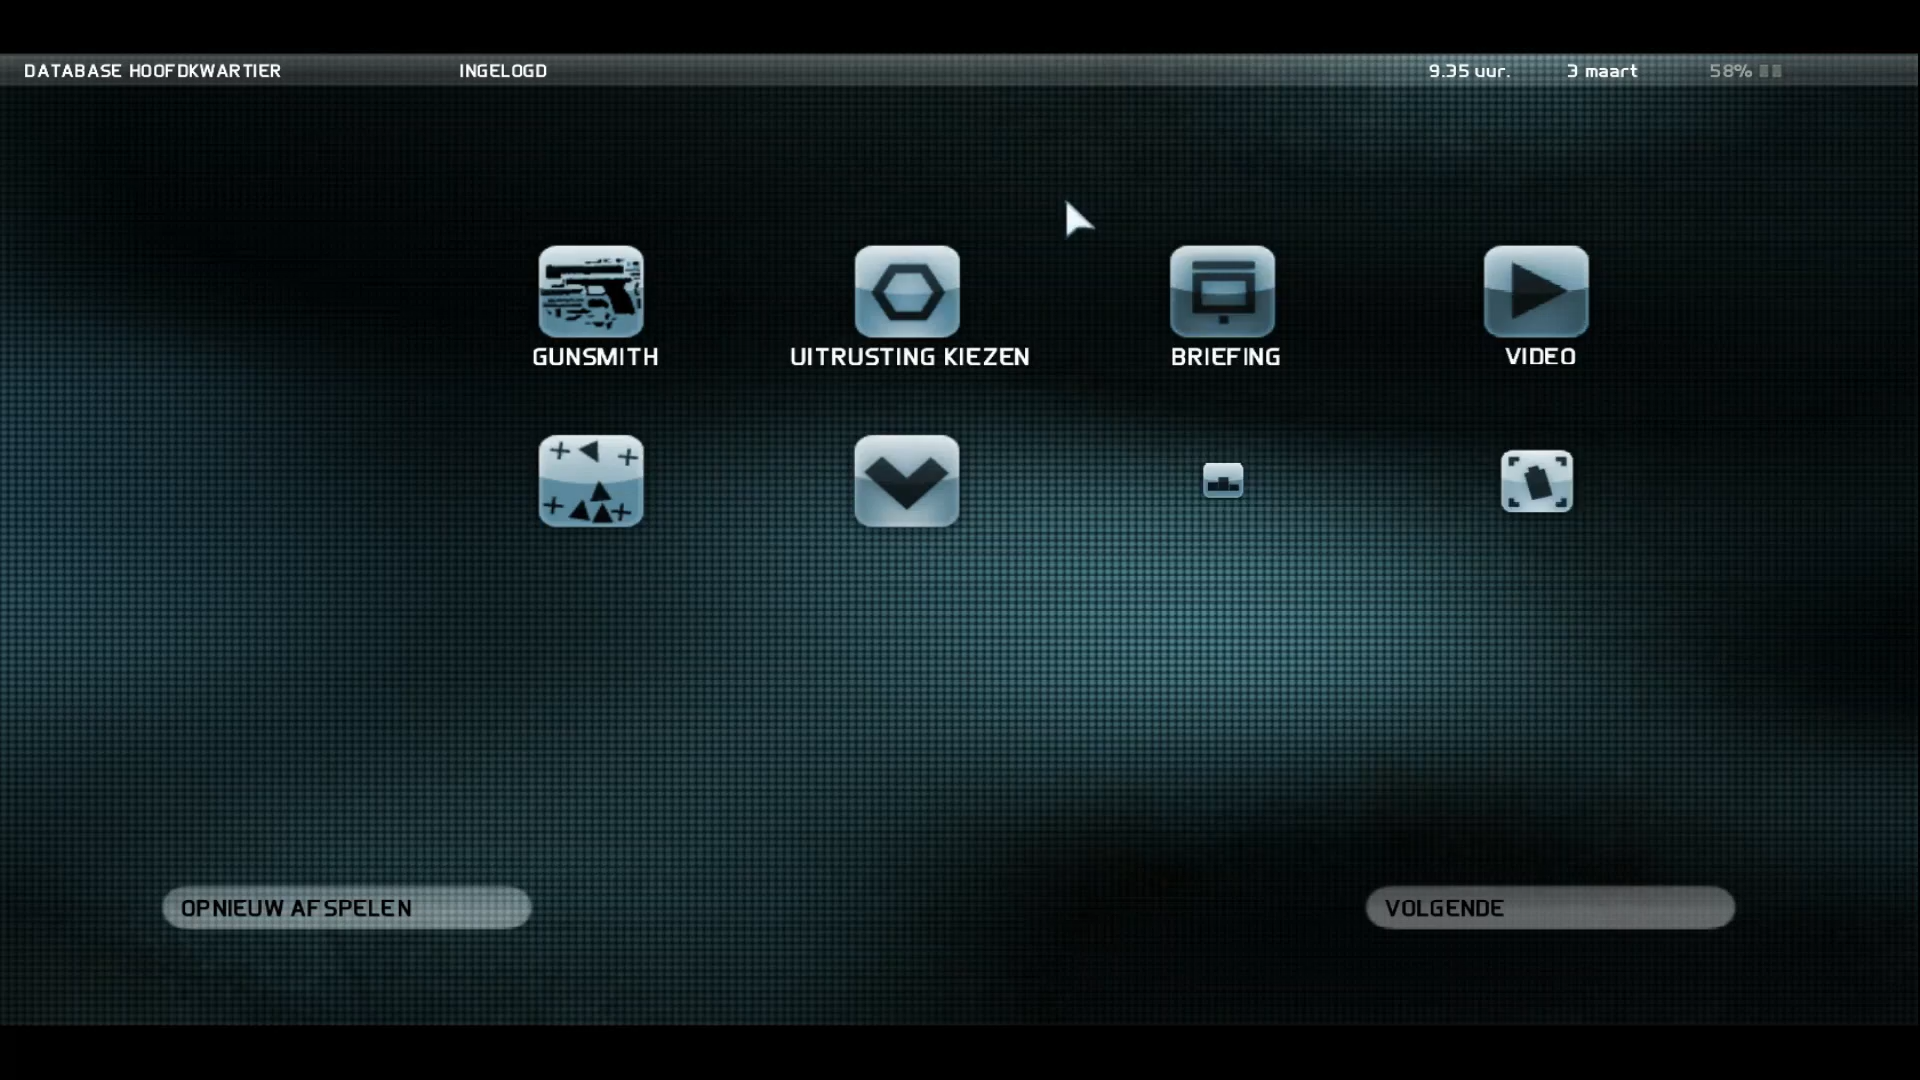 DATABASE HOOFDKWARTIER INGELOGD 9.35 uur. 3 maart 58%
GUNSMITH UITRUSTING KIEZEN BRIEFING VIDEO
OPNIEUW AFSPELEN VOLGENDE